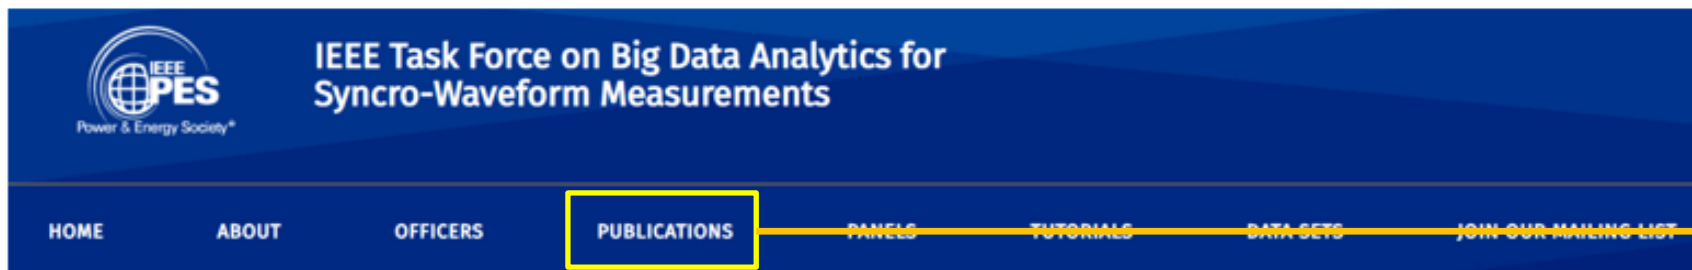 IEEE
PES
Power & Energy Society®
IEEE Task Force on Big Data Analytics for
Syncro-Waveform Measurements
HOME ABOUT OFFICERS PUBLICATIONS PANELS TUTORIALS DATA SETS JOIN OUR MAILING LIST